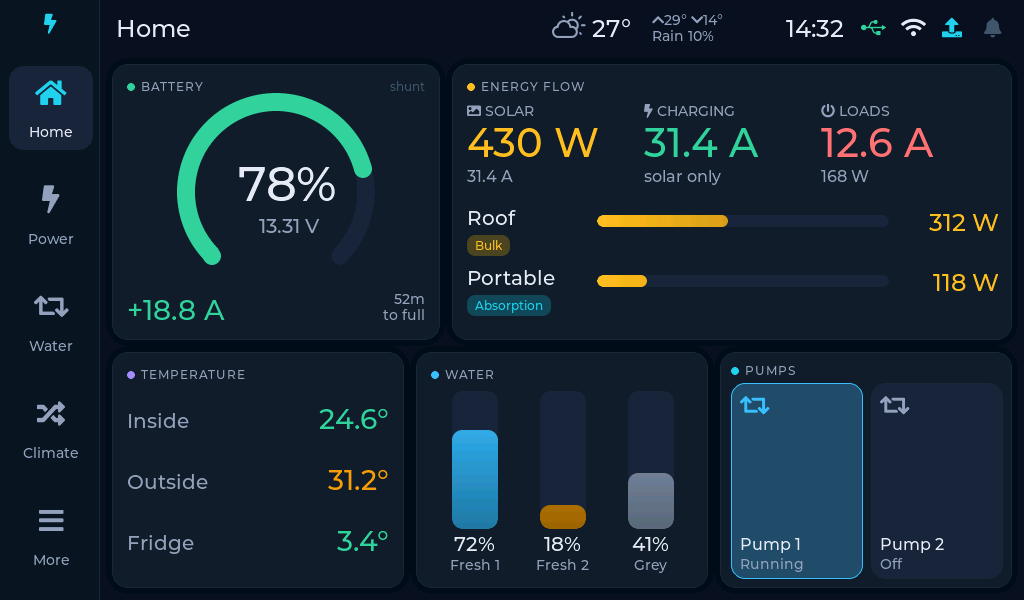 Home
27°
29° 14°
Rain 10%
14:32
Home
Power
Water
Climate
More
BATTERY
shunt
78%
13.31 V
+18.8 A
52m
to full
ENERGY FLOW
SOLAR
430 W
31.4 A
CHARGING
31.4 A
solar only
LOADS
12.6 A
168 W
Roof
Bulk
312 W
Portable
Absorption
118 W
TEMPERATURE
Inside
24.6°
Outside
31.2°
Fridge
3.4°
WATER
72%
Fresh 1
18%
Fresh 2
41%
Grey
PUMPS
Pump 1
Running
Pump 2
Off